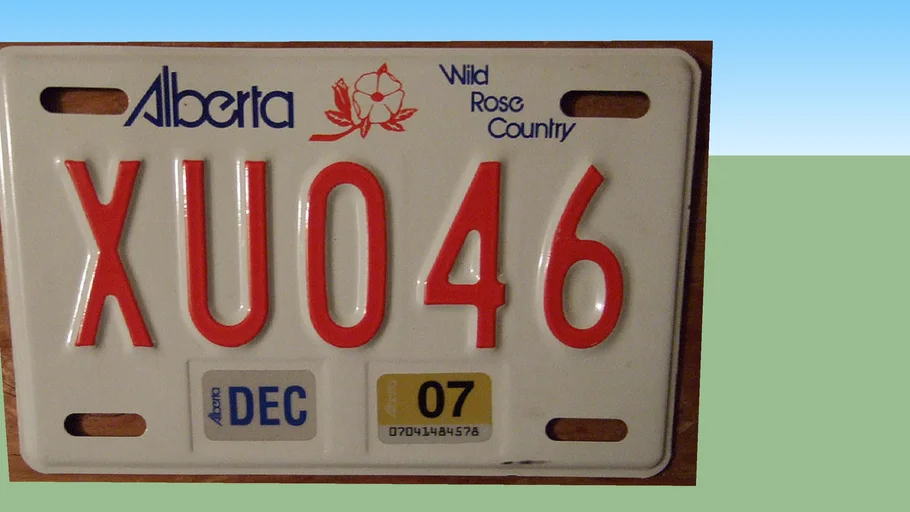 Alberta
Wild
Rose
Country
XU046
Alberta DEC
Alberta 07
07041484578